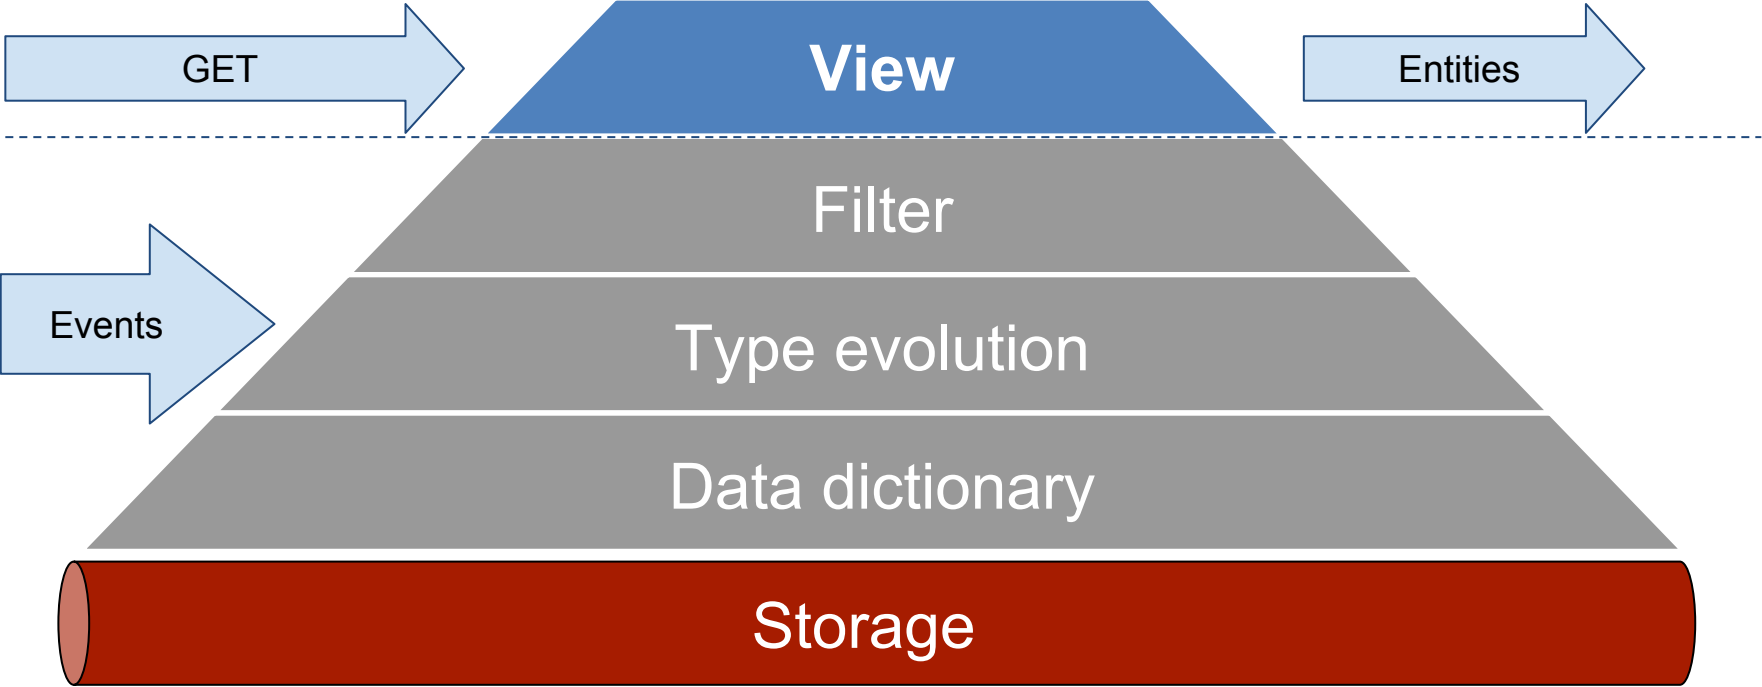 GET
View
Entities
Filter
Events
Type evolution
Data dictionary
Storage